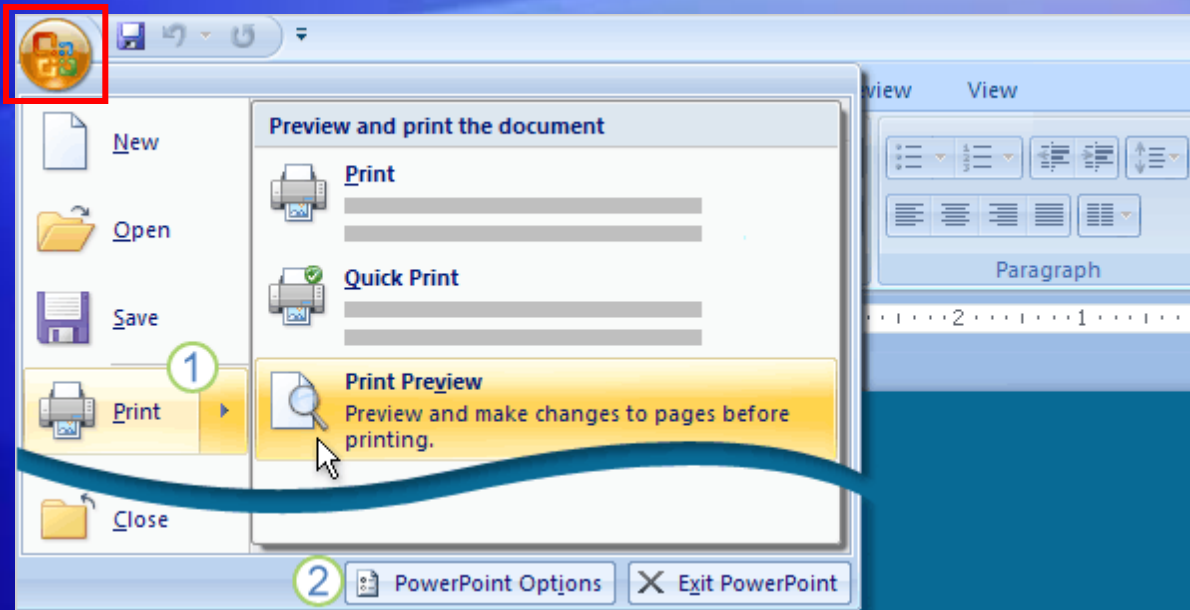 view View
New
Preview and print the document
Print
Open
Quick Print
Paragraph
Save
2 1
1
Print Preview
Print
Preview and make changes to pages before
printing.
Close
2 PowerPoint Options Exit PowerPoint